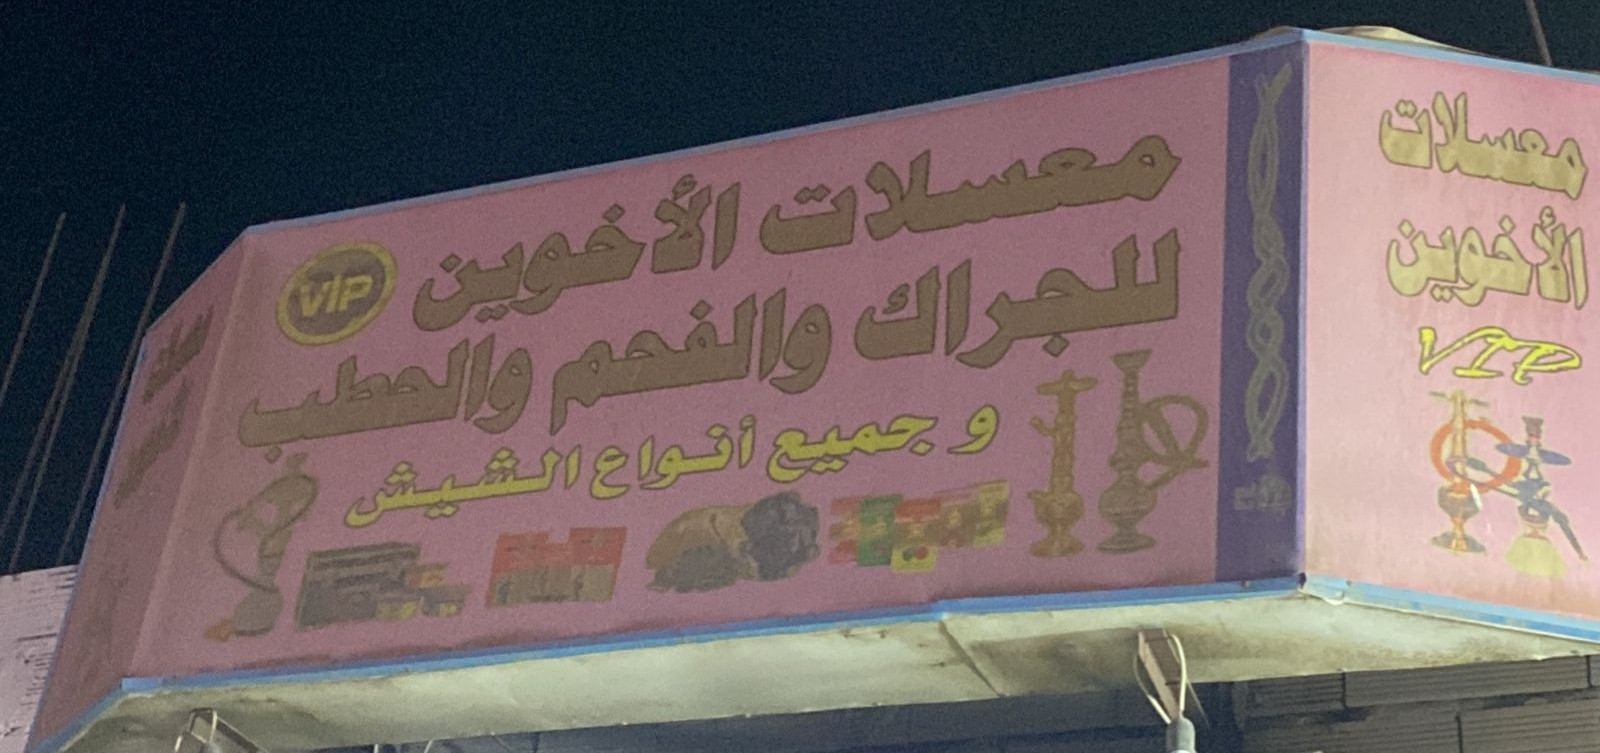 معسلات الأخوين
VIP
للجراك والفحم والحطب
و جميع أنواع الشيش
معسلات
الأخوين
VIP